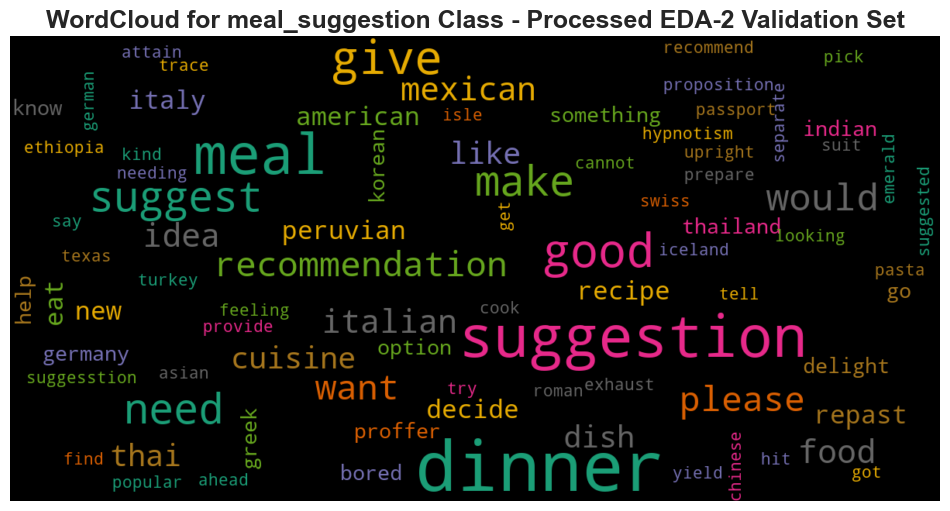 WordCloud for meal_suggestion Class - Processed EDA-2 Validation Set
attain
trace
give
recommend
pick
know
german
italy
mexican
proposition
american
isle
something
passport
separate
indian
ethiopia
kind
needing
meal
korean
like
make
cannot
hypnotism
upright
prepare
suit
emerald
suggested
suggest
say
idea
peruvian
get
swiss
would
thailand
looking
texas
turkey
recommendation
good
iceland
pasta
help
eat
new
feeling
provide
italian
cook
recipe
tell
go
germany
suggesstion
asian
cuisine
option
suggestion
delight
want
try
roman
exhaust
need
greek
decide
please
repast
proffer
dish
find
thai
popular
ahead
bored
dinner
yield
chinese
hit
food
got